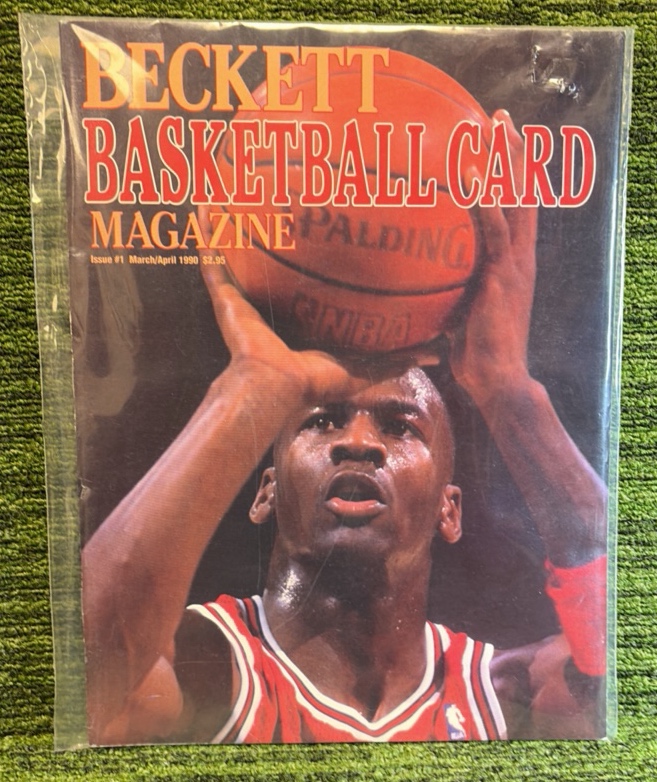 BECKETT
BASKETBALL CARD
MAGAZINE
Issue #1 March/April 1990 $2.95
SPALDING
NBA